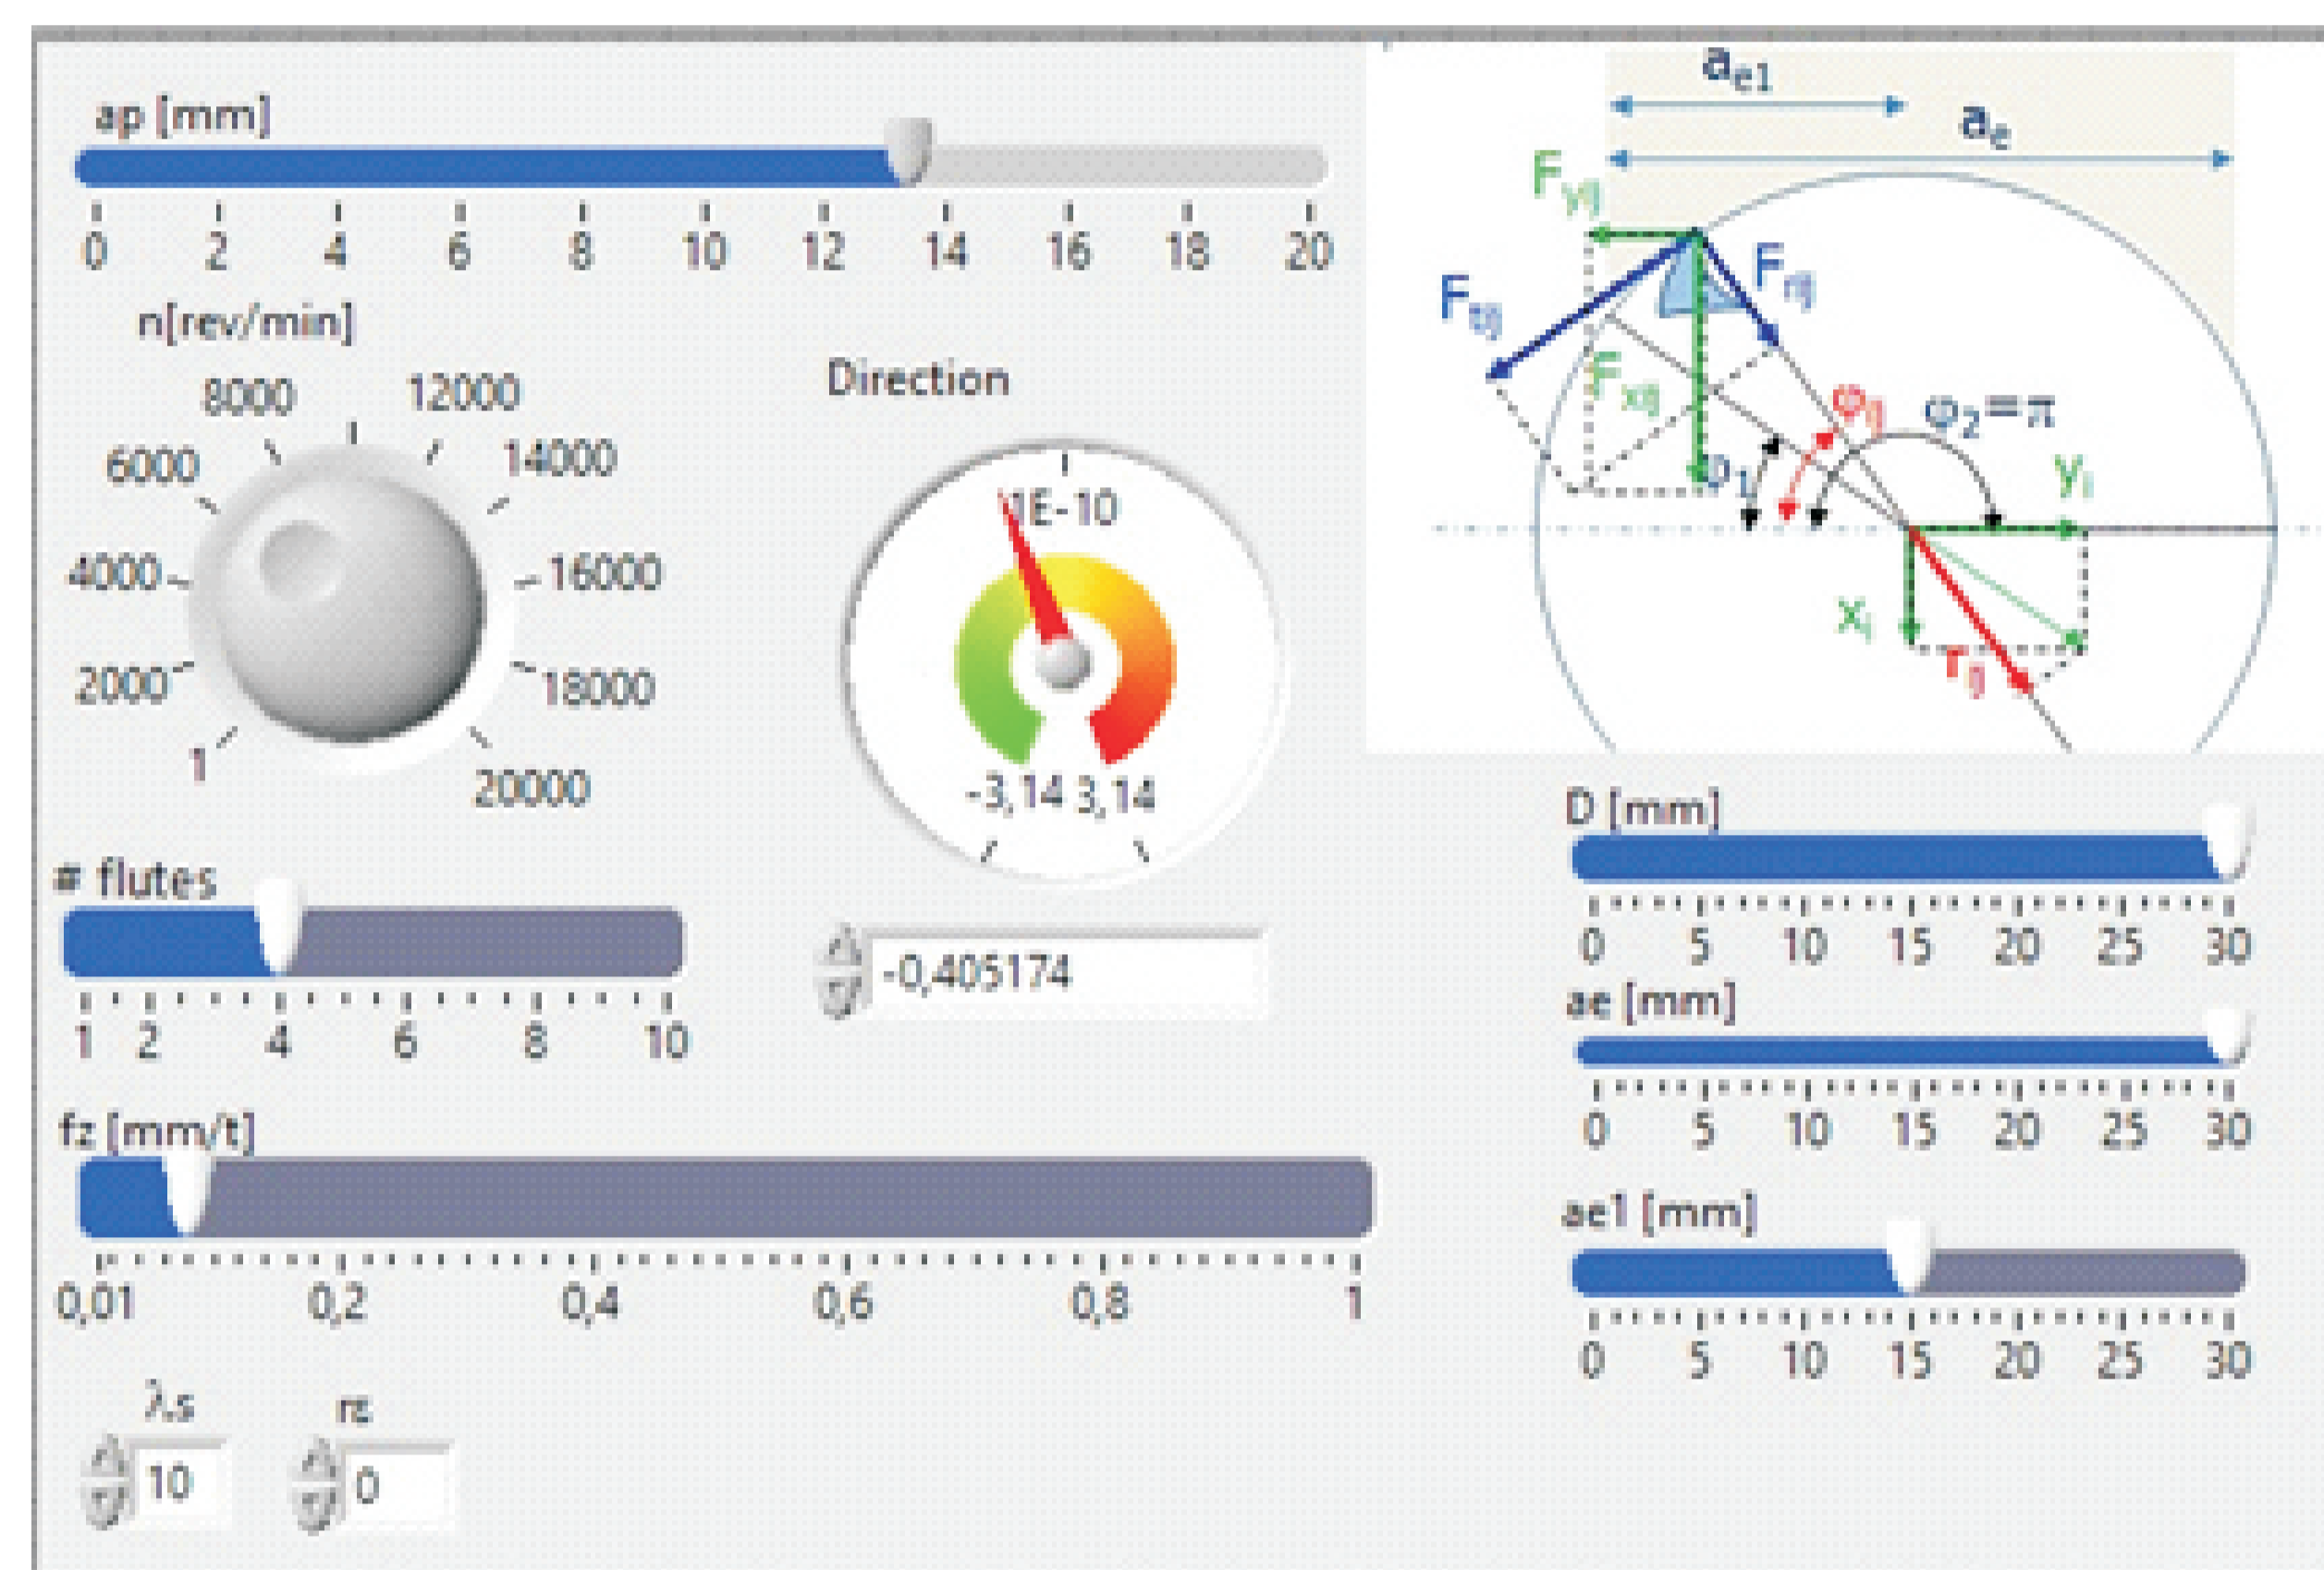 ap [mm]
0 2 4 6 8 10 12 14 16 18 20
n[rev/min]
1 2000 4000 6000 8000 12000 14000 16000 18000 20000
Direction
1E-10
-3,14 3,14
-0,405174
# flutes
1 2 4 6 8 10
fz [mm/t]
0,01 0,2 0,4 0,6 0,8 1
λs rε
10 0
ae1
ae
Fyij
Ftij
Frij
Fxij
φ1
φij
φ2=π
yi
xi
rij
D [mm]
0 5 10 15 20 25 30
ae [mm]
0 5 10 15 20 25 30
ae1 [mm]
0 5 10 15 20 25 30